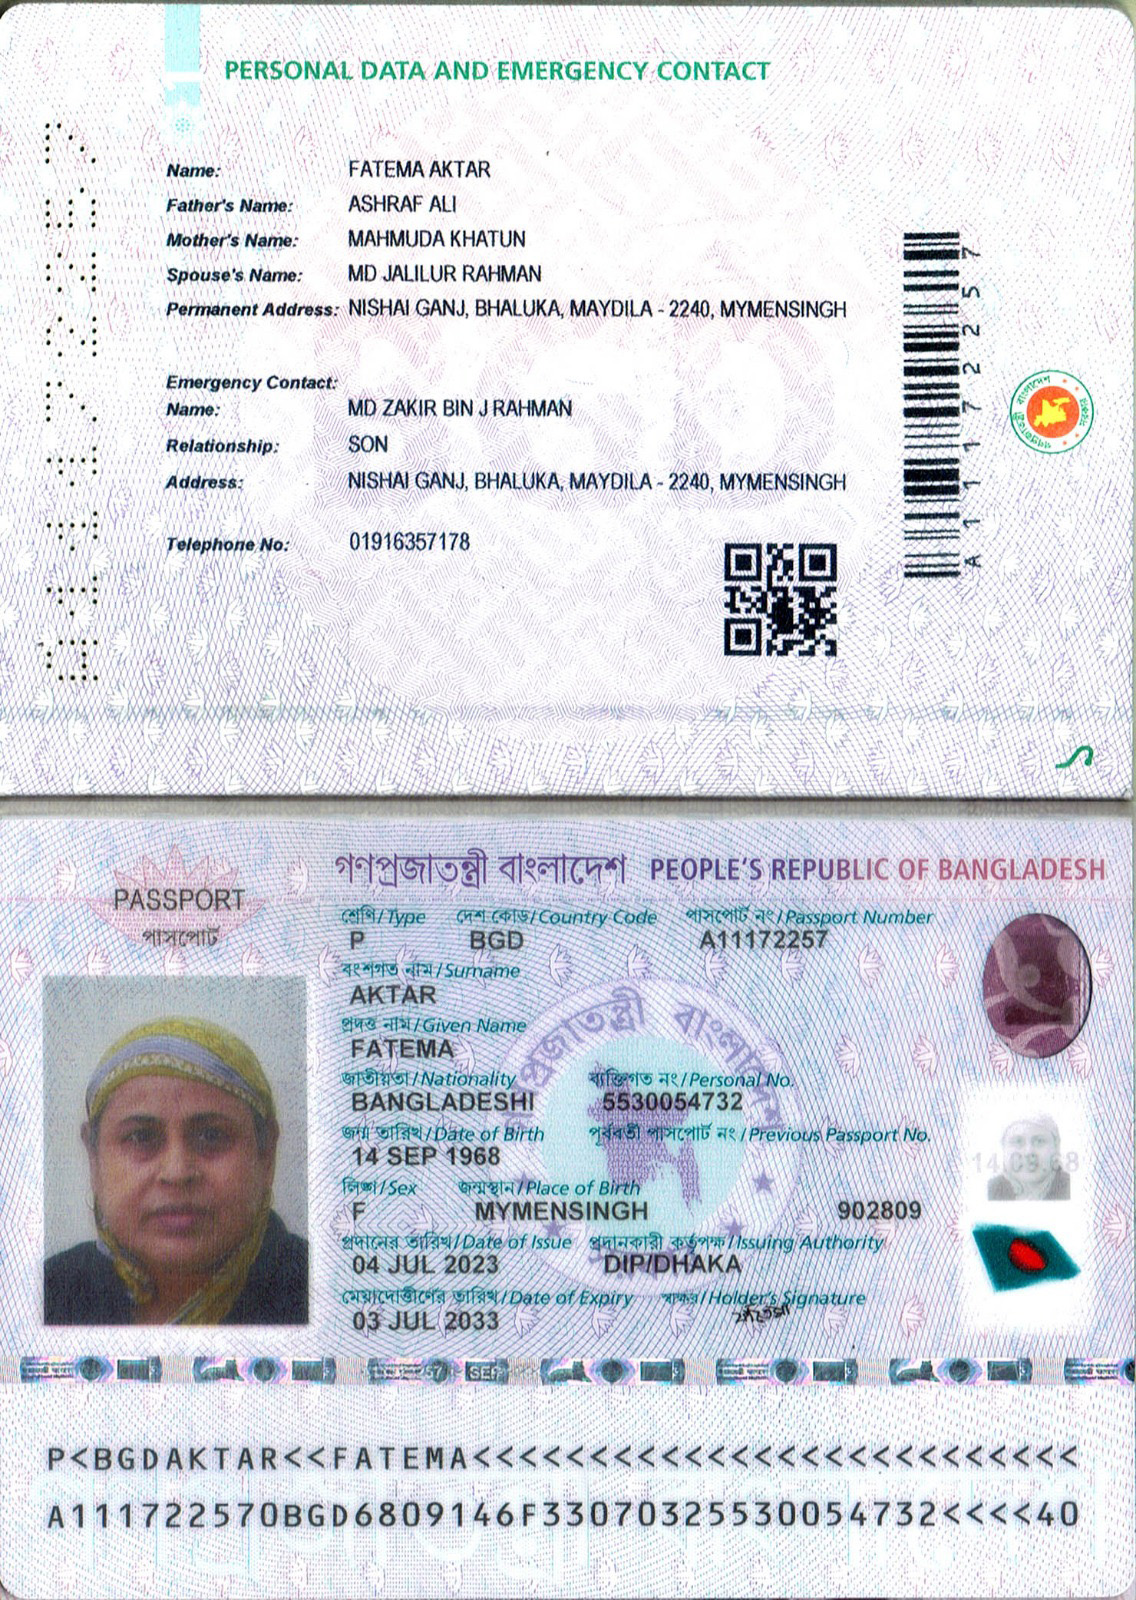 PERSONAL DATA AND EMERGENCY CONTACT
Name: FATEMA AKTAR
Father's Name: ASHRAF ALI
Mother's Name: MAHMUDA KHATUN
Spouse's Name: MD JALILUR RAHMAN
Permanent Address: NISHAI GANJ, BHALUKA, MAYDILA - 2240, MYMENSINGH
Emergency Contact:
Name: MD ZAKIR BIN J RAHMAN
Relationship: SON
Address: NISHAI GANJ, BHALUKA, MAYDILA - 2240, MYMENSINGH
Telephone No: 01916357178
A11172257
A11172257
গণপ্রজাতন্ত্রী বাংলাদেশ PEOPLE'S REPUBLIC OF BANGLADESH
PASSPORT
পাসপোর্ট
শ্রেণি/Type দেশ কোড/Country Code পাসপোর্ট নং/Passport Number
P BGD A11172257
বংশগত নাম/Surname
AKTAR
প্রদত্ত নাম/Given Name
FATEMA
জাতীয়তা/Nationality ব্যক্তিগত নং/Personal No.
BANGLADESHI 5530054732
জন্ম তারিখ/Date of Birth পূর্ববর্তী পাসপোর্ট নং/Previous Passport No.
14 SEP 1968
14.09.68
লিঙ্গ/Sex জন্মস্থান/Place of Birth
F MYMENSINGH 902809
প্রদানের তারিখ/Date of Issue প্রদানকারী কর্তৃপক্ষ/Issuing Authority
04 JUL 2023 DIP/DHAKA
মেয়াদোত্তীর্ণের তারিখ/Date of Expiry স্বাক্ষর/Holder's Signature
03 JUL 2033
P<BGDAKTAR<<FATEMA<<<<<<<<<<<<<<<<<<<<<<<<<<
A111722570BGD6809146F33070325530054732<<<<40